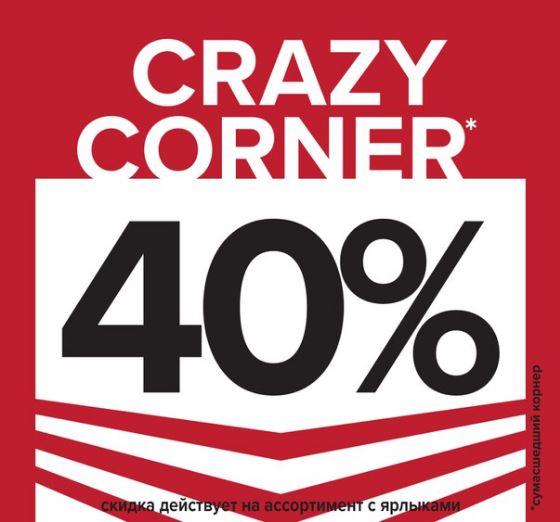 CRAZY
CORNER*
40%
скидка действует на ассортимент с ярлыками
*сумасшедший корнер